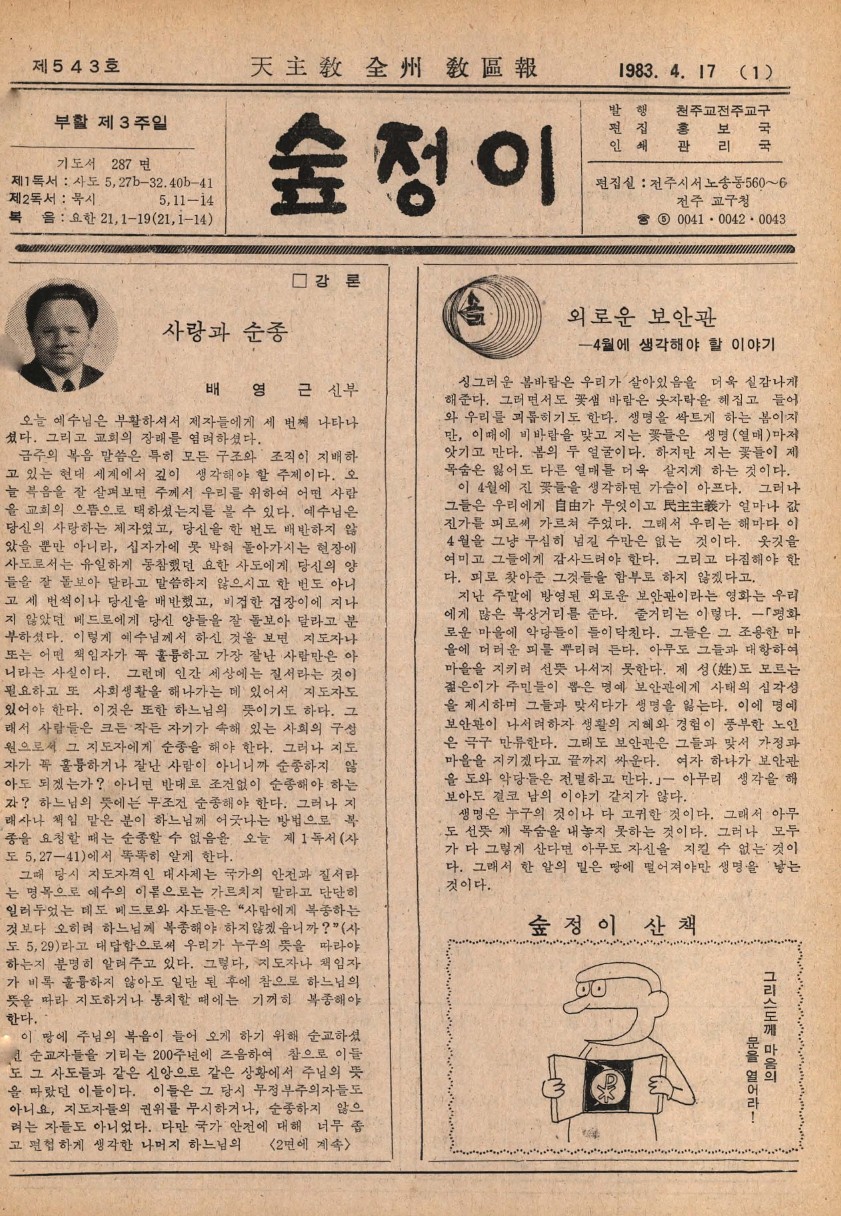 제543호
天主敎 全州 敎區報
1983. 4. 17 (1)
부활 제3주일
기도서 287 면
제1독서 : 사도 5,27b-32.40b-41
제2독서 : 묵시 5,11-14
복 음 : 요한 21,1-19(21,1-14)
숲정이
발 행 천주교전주교구
편 집 홍 보 국
인 쇄 관 리 국
편집실 : 전주시서노송동560~6
전주 교구청
☎ ⑤ 0041·0042·0043
□ 강 론
사랑과 순종
배 영 근 신부
오늘 예수님은 부활하셔서 제자들에게 세 번째 나타나
셨다. 그리고 교회의 장래를 염려하셨다.
금주의 복음 말씀은 특히 모든 구조와 조직이 지배하
고 있는 현대 세계에서 깊이 생각해야 할 주제이다. 오
늘 복음을 잘 살펴보면 주께서 우리를 위하여 어떤 사람
을 교회의 으뜸으로 택하셨는지를 볼 수 있다. 예수님은
당신의 사랑하는 제자였고, 당신을 한 번도 배반하지 않
았을 뿐만 아니라, 십자가에 못 박혀 돌아가시는 현장에
사도로서는 유일하게 동참했던 요한 사도에게 당신의 양
들을 잘 돌보아 달라고 말씀하지 않으시고 한 번도 아니
고 세 번씩이나 당신을 배반했고, 비겁한 겁장이에 지나
지 않았던 베드로에게 당신 양들을 잘 돌보아 달라고 분
부하셨다. 이렇게 예수님께서 하신 것을 보면 지도자나
또는 어떤 책임자가 꼭 훌륭하고 가장 잘난 사람만은 아
니라는 사실이다. 그런데 인간 세상에는 질서라는 것이
필요하고 또 사회생활을 해나가는 데 있어서 지도자도
있어야 한다. 이것은 또한 하느님의 뜻이기도 하다. 그
래서 사람들은 크든 작든 자기가 속해 있는 사회의 구성
원으로써 그 지도자에게 순종을 해야 한다. 그러나 지도
자가 꼭 훌륭하거나 잘난 사람이 아니니까 순종하지 않
아도 되겠는가? 아니면 반대로 조건없이 순종해야 하는
가? 하느님의 뜻에는 무조건 순종해야 한다. 그러나 지
래사나 책임 맡은 분이 하느님께 어긋나는 방법으로 복
종을 요청할 때는 순종할 수 없음을 오늘 제1독서(사
도 5,27-41)에서 똑똑히 알게 한다.
그때 당시 지도자격인 대사제는 국가의 안전과 질서라
는 명목으로 예수의 이름으로는 가르치지 말라고 단단히
일러두었는 데도 베드로와 사도들은 "사람에게 복종하는
것보다 오히려 하느님께 복종해야 하지않겠읍니까?"(사
도 5,29)라고 대답함으로써 우리가 누구의 뜻을 따라야
하는지 분명히 알려주고 있다. 그렇다, 지도자나 책임자
가 비록 훌륭하지 않아도 일단 된 후에 참으로 하느님의
뜻을 따라 지도하거나 통치할 때에는 기꺼히 복종해야
한다.
이 땅에 주님의 복음이 들어 오게 하기 위해 순교하셨
던 순교자들을 기리는 200주년에 즈음하여 참으로 이들
도 그 사도들과 같은 신앙으로 같은 상황에서 주님의 뜻
을 따랐던 이들이다. 이들은 그 당시 무정부주의자들도
아니요, 지도자들의 권위를 무시하거나, 순종하지 않으
려는 자들도 아니었다. 다만 국가 안전에 대해 너무 좁
고 편협하게 생각한 나머지 하느님의 〈2면에 계속〉
숲
외로운 보안관
—4월에 생각해야 할 이야기
싱그러운 봄바람은 우리가 살아있음을 더욱 실감나게
해준다. 그러면서도 꽃샘 바람은 옷자락을 헤집고 들어
와 우리를 괴롭히기도 한다. 생명을 싹트게 하는 봄이지
만, 이때에 비바람을 맞고 지는 꽃들은 생명(열매)마저
앗기고 만다. 봄의 두 얼굴이다. 하지만 지는 꽃들이 제
목숨은 잃어도 다른 열매를 더욱 살지게 하는 것이다.
이 4월에 진 꽃들을 생각하면 가슴이 아프다. 그러나
그들은 우리에게 自由가 무엇이고 民主主義가 얼마나 값
진가를 피로써 가르쳐 주었다. 그래서 우리는 해마다 이
4월을 그냥 무심히 넘길 수만은 없는 것이다. 옷깃을
여미고 그들에게 감사드려야 한다. 그리고 다짐해야 한
다. 피로 찾아준 그것들을 함부로 하지 않겠다고.
지난 주말에 방영된 외로운 보안관이라는 영화는 우리
에게 많은 묵상거리를 준다. 줄거리는 이렇다. —「평화
로운 마을에 악당들이 들이닥친다. 그들은 그 조용한 마
을에 더러운 피를 뿌리려 든다. 아무도 그들과 대항하여
마을을 지키려 선뜻 나서지 못한다. 제 성(姓)도 모르는
젊은이가 주민들이 뽑은 명예 보안관에게 사태의 심각성
을 제시하며 그들과 맞서다가 생명을 잃는다. 이에 명예
보안관이 나서려하자 생활의 지혜와 경험이 풍부한 노인
은 극구 만류한다. 그래도 보안관은 그들과 맞서 가정과
마을을 지키겠다고 끝까지 싸운다. 여자 하나가 보안관
을 도와 악당들은 전멸하고 만다.」— 아무리 생각을 해
보아도 결코 남의 이야기 같지가 않다.
생명은 누구의 것이나 다 고귀한 것이다. 그래서 아무
도 선뜻 제 목숨을 내놓지 못하는 것이다. 그러나 모두
가 다 그렇게 산다면 아무도 자신을 지킬 수 없는 것이
다. 그래서 한 알의 밀은 땅에 떨어져야만 생명을 낳는
것이다.
숲정이 산책
그리스도께 마음의
문을 열어라!